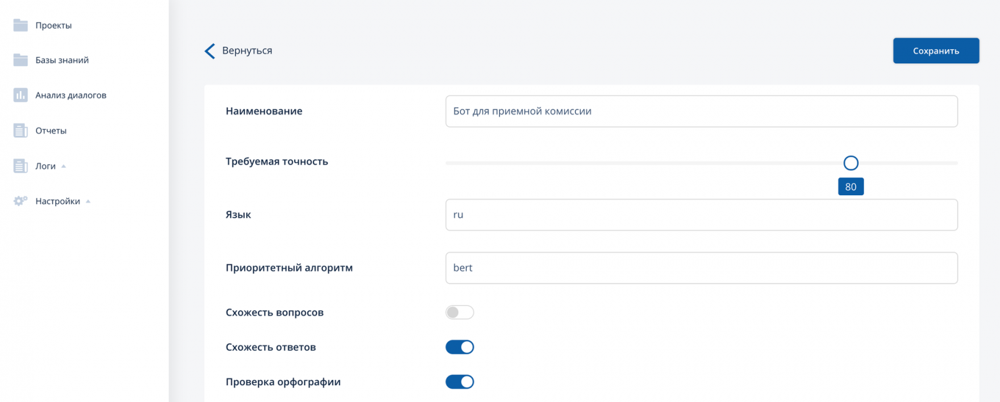 Проекты
Базы знаний
Анализ диалогов
Отчеты
Логи
Настройки
Вернуться
Сохранить
Наименование
Бот для приемной комиссии
Требуемая точность
80
Язык
ru
Приоритетный алгоритм
bert
Схожесть вопросов
Схожесть ответов
Проверка орфографии